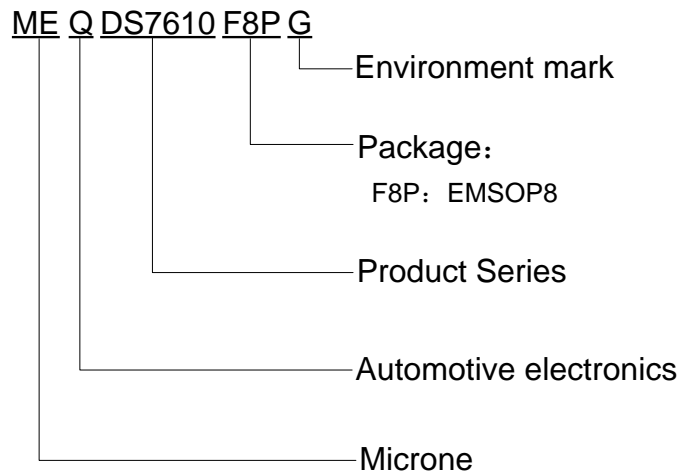 ME Q DS7610 F8P G
Environment mark
Package：
F8P：EMSOP8
Product Series
Automotive electronics
Microne